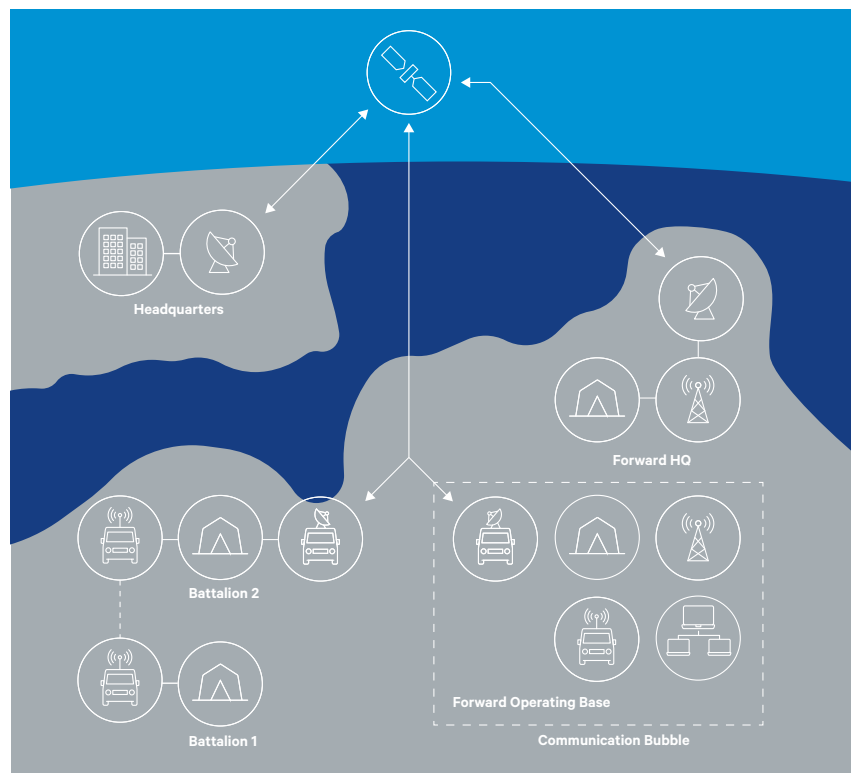 Headquarters
Forward HQ
Battalion 2
Forward Operating Base
Battalion 1
Communication Bubble